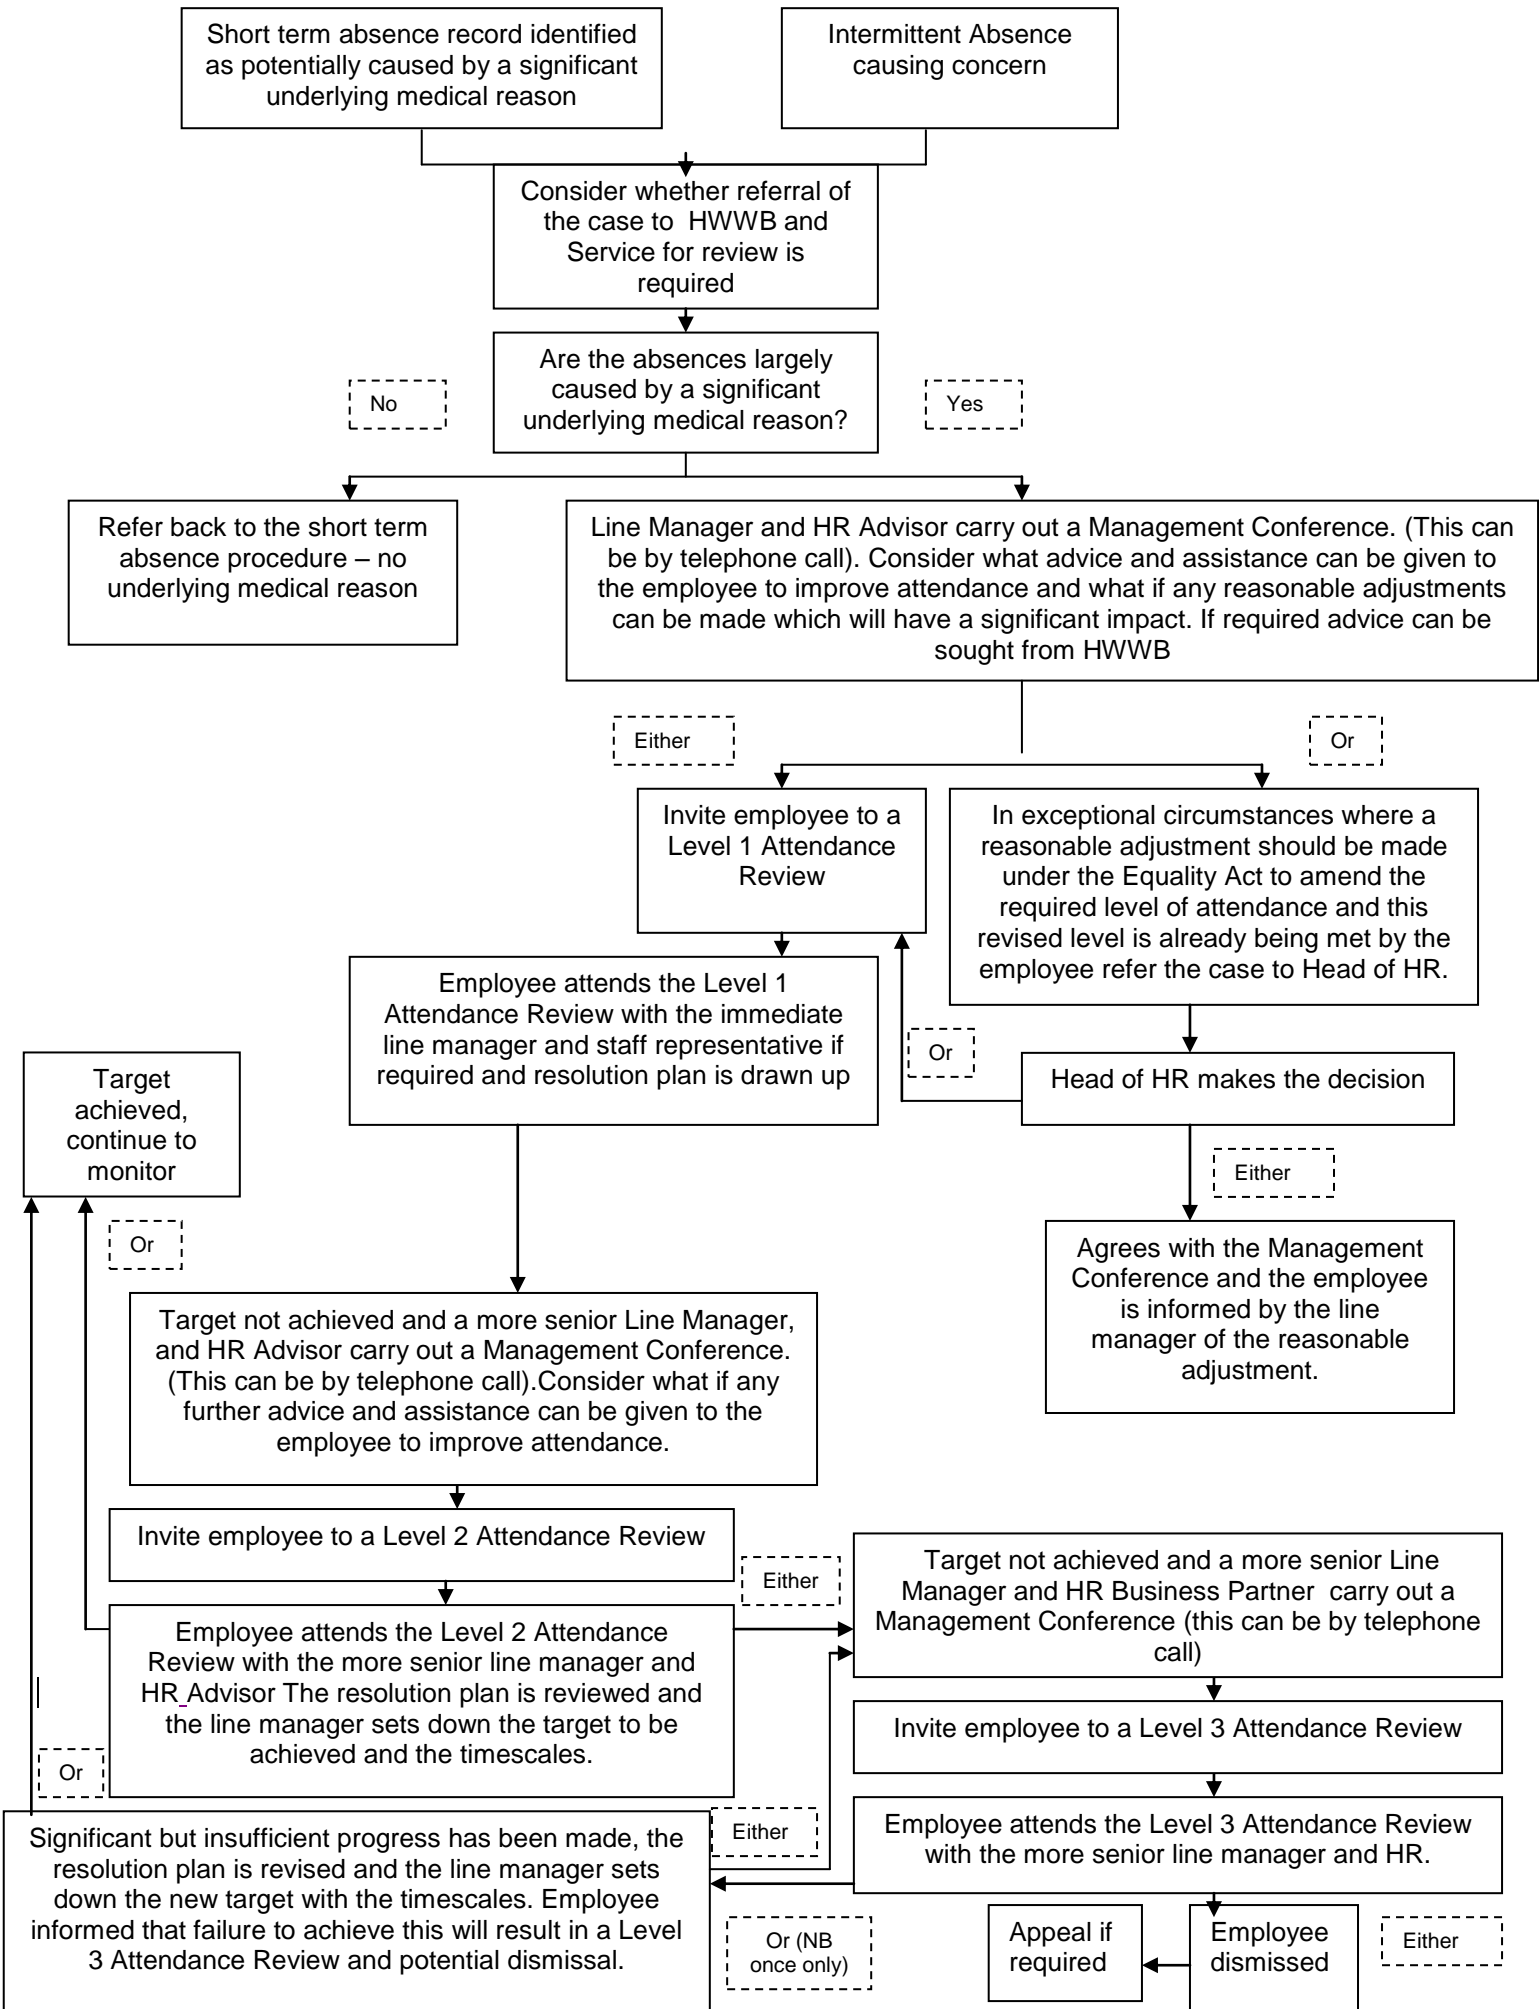 Short term absence record identified
as potentially caused by a significant
underlying medical reason
Intermittent Absence
causing concern
Consider whether referral of
the case to HWWB and
Service for review is
required
Are the absences largely
caused by a significant
underlying medical reason?
No
Yes
Refer back to the short term
absence procedure – no
underlying medical reason
Line Manager and HR Advisor carry out a Management Conference. (This can
be by telephone call). Consider what advice and assistance can be given to
the employee to improve attendance and what if any reasonable adjustments
can be made which will have a significant impact. If required advice can be
sought from HWWB
Either
Or
Invite employee to a
Level 1 Attendance
Review
In exceptional circumstances where a
reasonable adjustment should be made
under the Equality Act to amend the
required level of attendance and this
revised level is already being met by the
employee refer the case to Head of HR.
Employee attends the Level 1
Attendance Review with the immediate
line manager and staff representative if
required and resolution plan is drawn up
Or
Head of HR makes the decision
Target
achieved,
continue to
monitor
Either
Or
Agrees with the Management
Conference and the employee
is informed by the line
manager of the reasonable
adjustment.
Target not achieved and a more senior Line Manager,
and HR Advisor carry out a Management Conference.
(This can be by telephone call).Consider what if any
further advice and assistance can be given to the
employee to improve attendance.
Invite employee to a Level 2 Attendance Review
Either
Target not achieved and a more senior Line
Manager and HR Business Partner carry out a
Management Conference (this can be by telephone
call)
Employee attends the Level 2 Attendance
Review with the more senior line manager and
HR Advisor The resolution plan is reviewed and
the line manager sets down the target to be
achieved and the timescales.
Invite employee to a Level 3 Attendance Review
Or
Employee attends the Level 3 Attendance Review
with the more senior line manager and HR.
Either
Significant but insufficient progress has been made, the
resolution plan is revised and the line manager sets
down the new target with the timescales. Employee
informed that failure to achieve this will result in a Level
3 Attendance Review and potential dismissal.
Or (NB
once only)
Appeal if
required
Employee
dismissed
Either